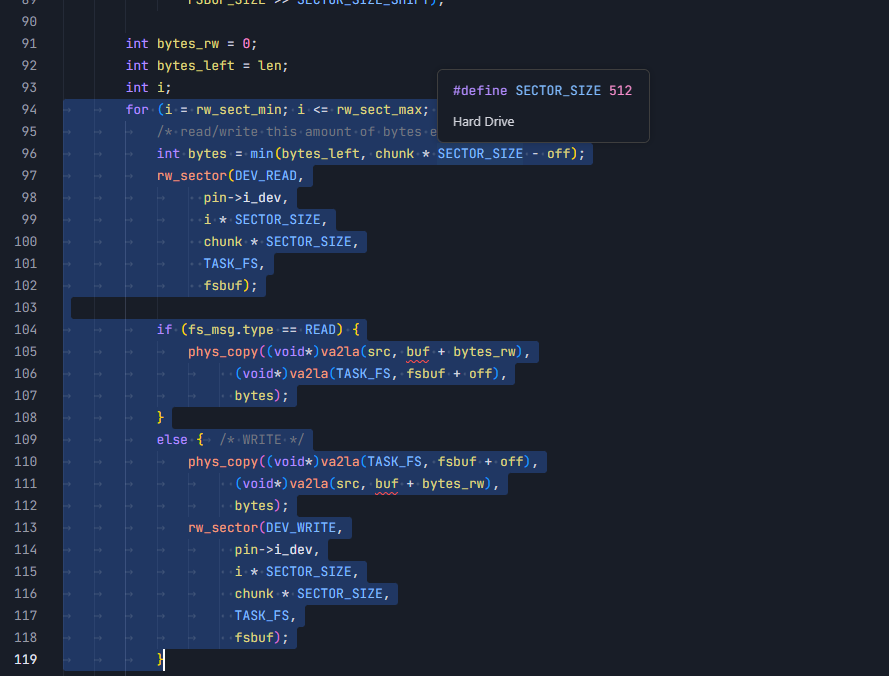 89 FSBUF_SIZE >> SECTOR_SIZE_SHIFT);
90
91 int bytes_rw = 0;
92 int bytes_left = len;
93 int i;
94 for (i = rw_sect_min; i <= rw_sect_max;
#define SECTOR_SIZE 512
Hard Drive
95 /* read/write this amount of bytes e
96 int bytes = min(bytes_left, chunk * SECTOR_SIZE - off);
97 rw_sector(DEV_READ,
98 pin->i_dev,
99 i * SECTOR_SIZE,
100 chunk * SECTOR_SIZE,
101 TASK_FS,
102 fsbuf);
103
104 if (fs_msg.type == READ) {
105 phys_copy((void*)va2la(src, buf + bytes_rw),
106 (void*)va2la(TASK_FS, fsbuf + off),
107 bytes);
108 }
109 else { /* WRITE */
110 phys_copy((void*)va2la(TASK_FS, fsbuf + off),
111 (void*)va2la(src, buf + bytes_rw),
112 bytes);
113 rw_sector(DEV_WRITE,
114 pin->i_dev,
115 i * SECTOR_SIZE,
116 chunk * SECTOR_SIZE,
117 TASK_FS,
118 fsbuf);
119 }